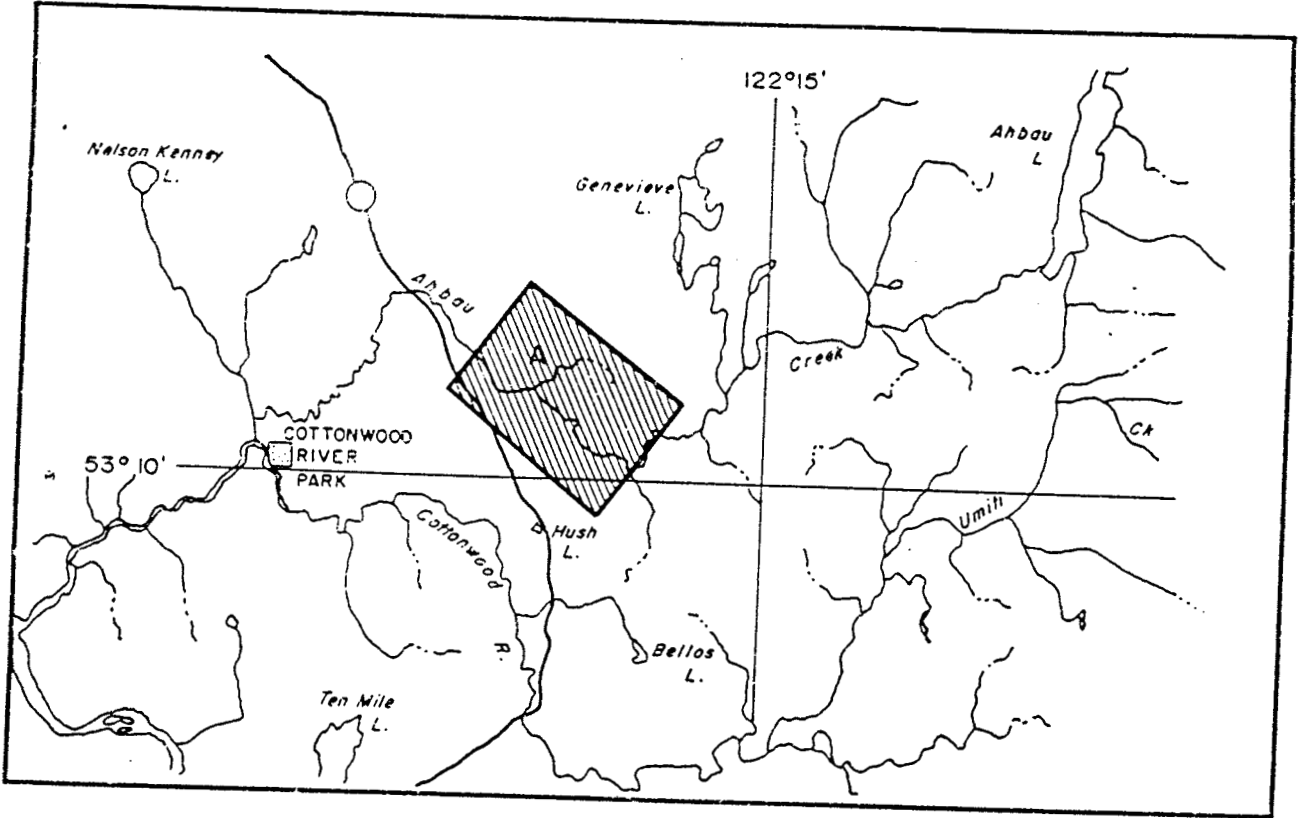 122°15'
Ahbau
L
Nelson Kenney
L.
Genevieve
L.
Ahbau
A
Creek
COTTONWOOD
RIVER
PARK
53° 10'
Ck
Umiti
Cottonwood
R.
Hush
L.
Bellos
L.
Ten Mile
L.